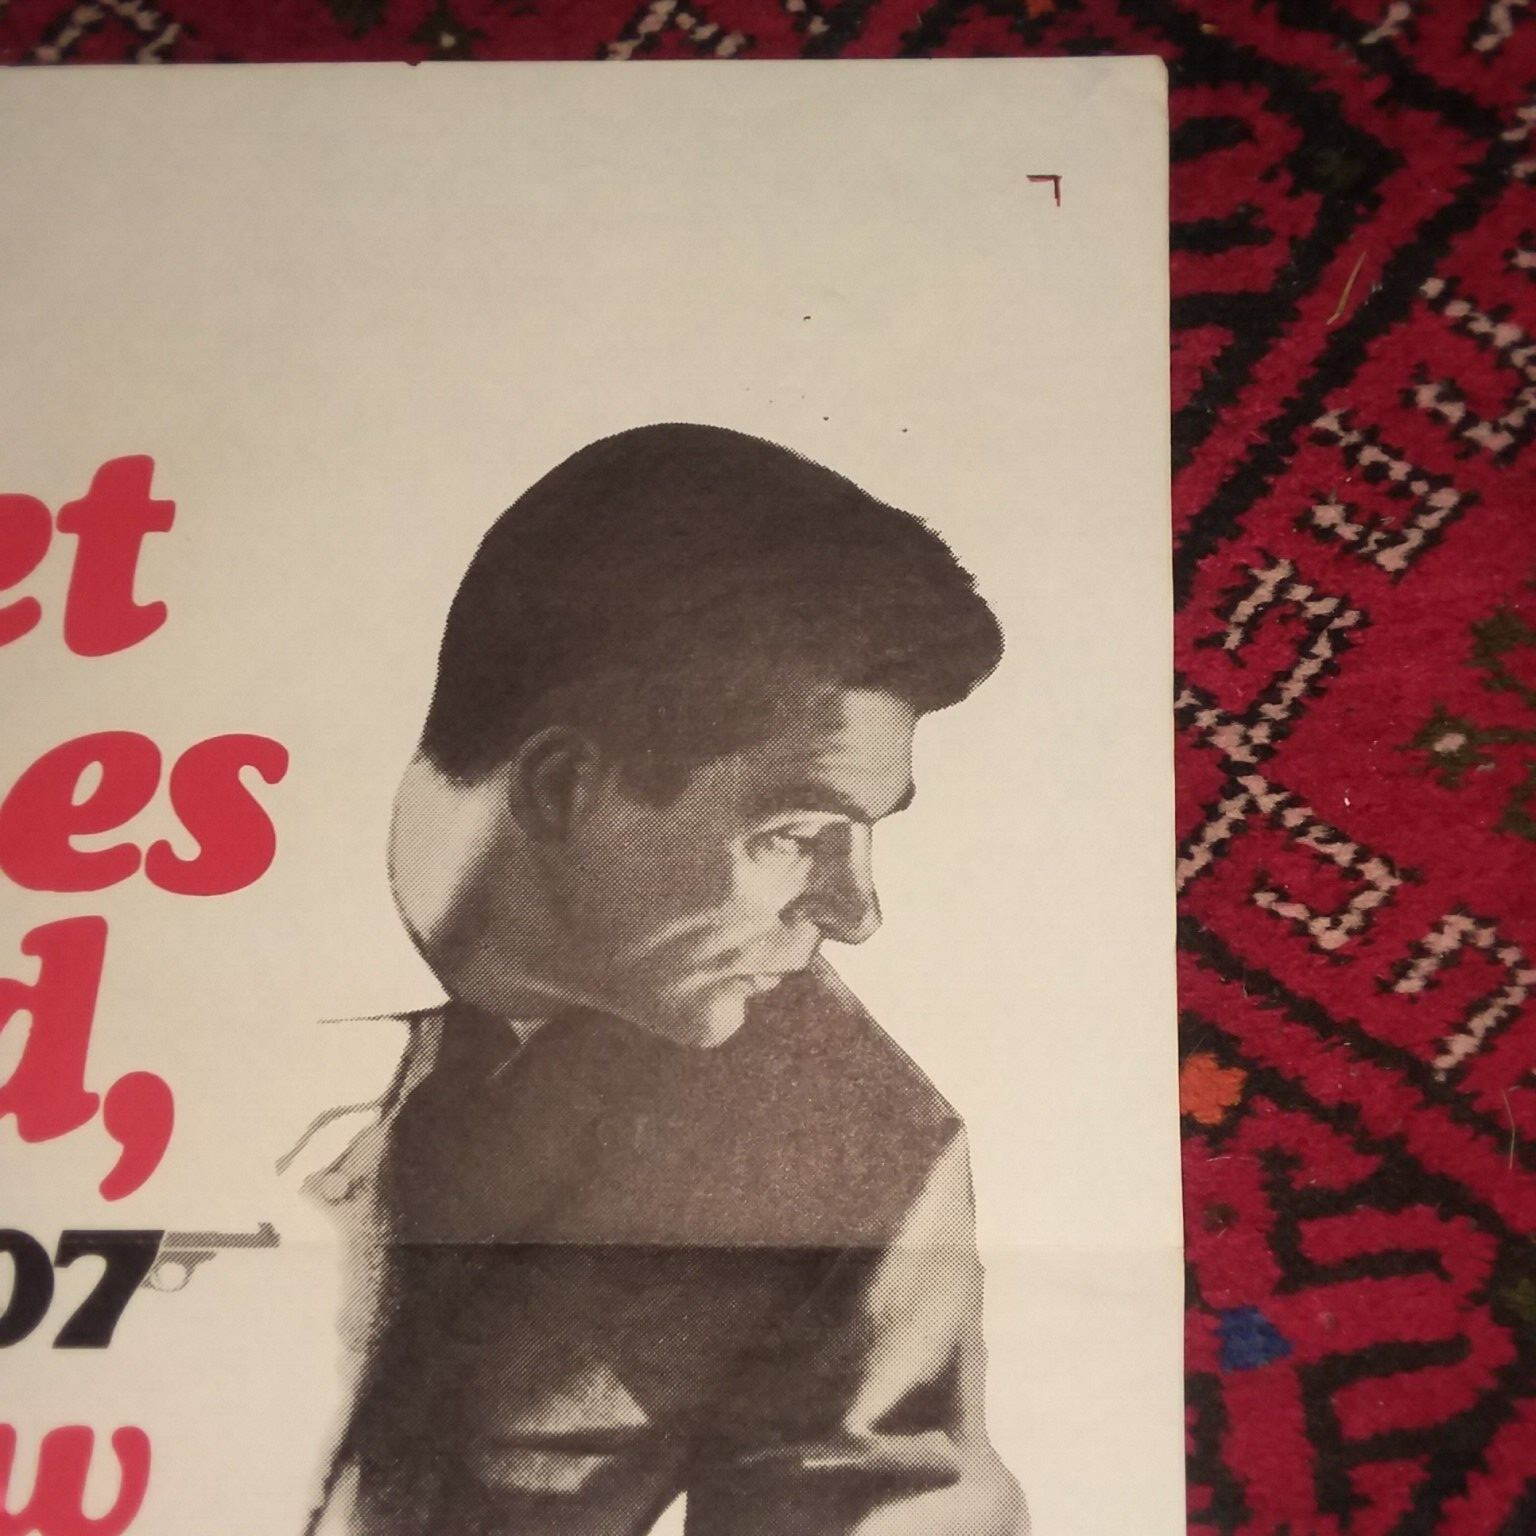 et
es
d,
07
w